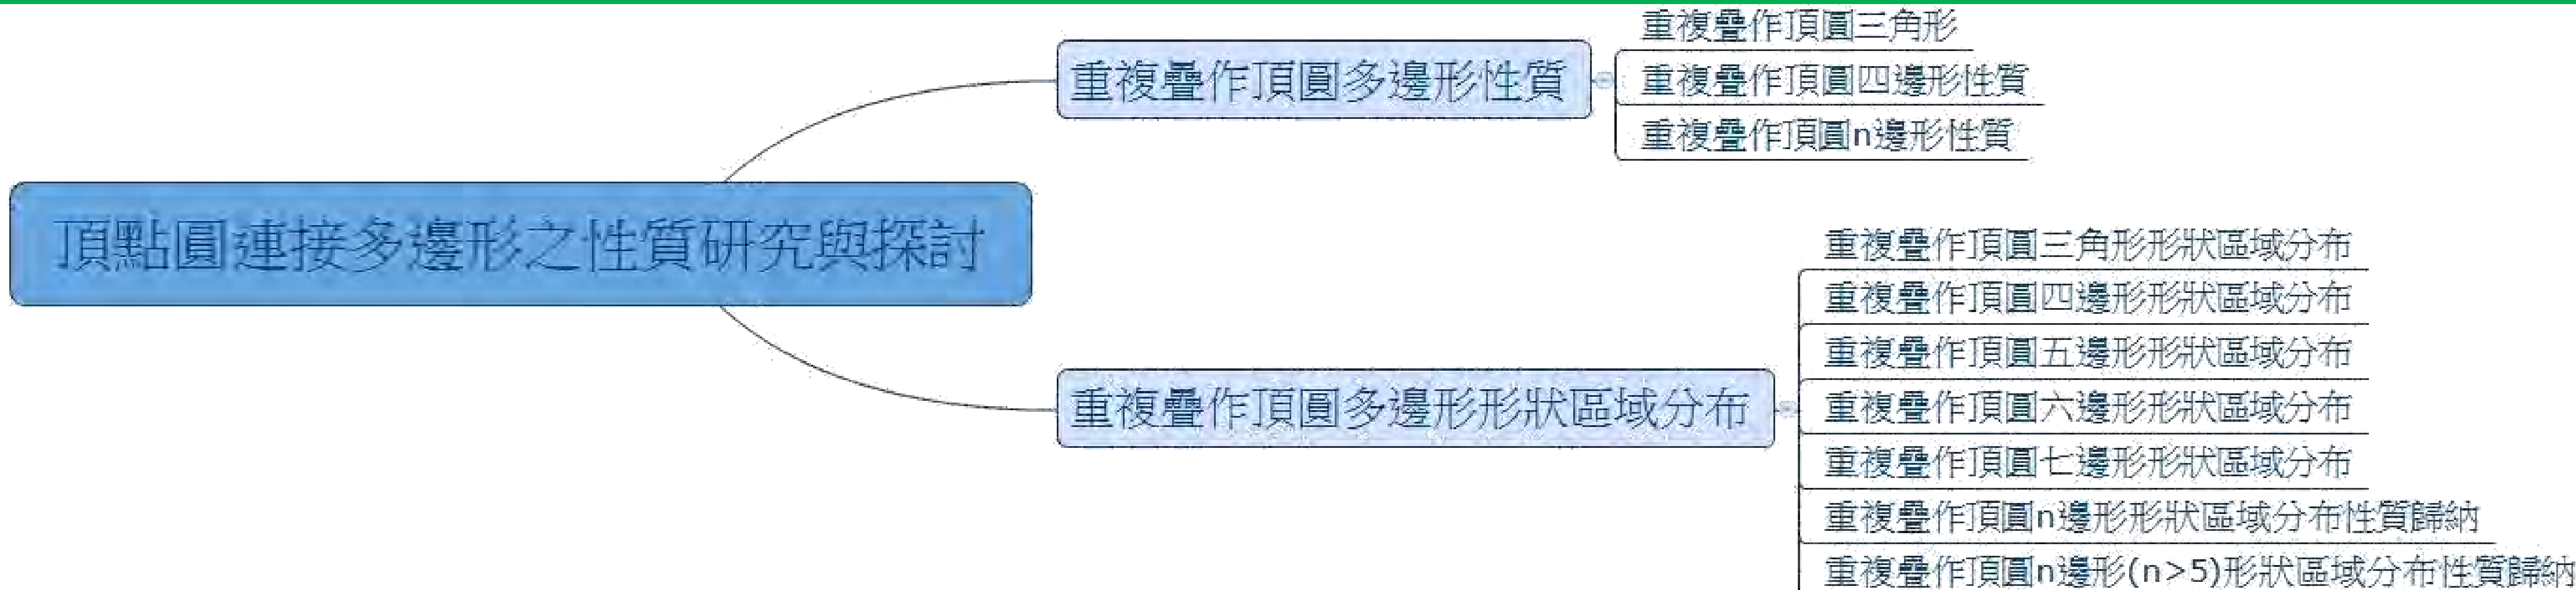 頂點圓連接多邊形之性質研究與探討
重複疊作頂圓多邊形性質
重複疊作頂圓三角形
重複疊作頂圓四邊形性質
重複疊作頂圓n邊形性質
重複疊作頂圓多邊形形狀區域分布
重複疊作頂圓三角形形狀區域分布
重複疊作頂圓四邊形形狀區域分布
重複疊作頂圓五邊形形狀區域分布
重複疊作頂圓六邊形形狀區域分布
重複疊作頂圓七邊形形狀區域分布
重複疊作頂圓n邊形形狀區域分布性質歸納
重複疊作頂圓n邊形(n>5)形狀區域分布性質歸納